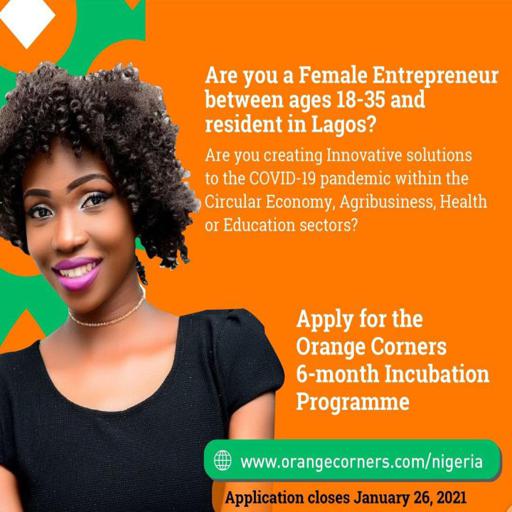 Are you a Female Entrepreneur
between ages 18-35 and
resident in Lagos?
Are you creating Innovative solutions
to the COVID-19 pandemic within the
Circular Economy, Agribusiness, Health
or Education sectors?
Apply for the
Orange Corners
6-month Incubation
Programme
www.orangecorners.com/nigeria
Application closes January 26, 2021